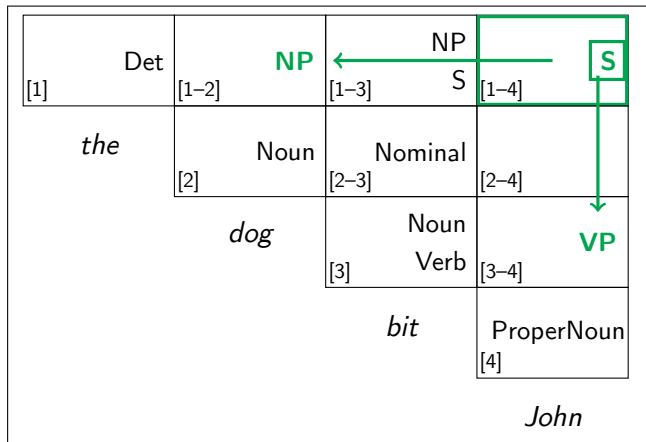 Det NP NP S
S
[1] [1–2] [1–3] [1–4]
the Noun Nominal
[2] [2–3] [2–4]
dog Noun VP
Verb
[3] [3–4]
bit ProperNoun
[4]
John